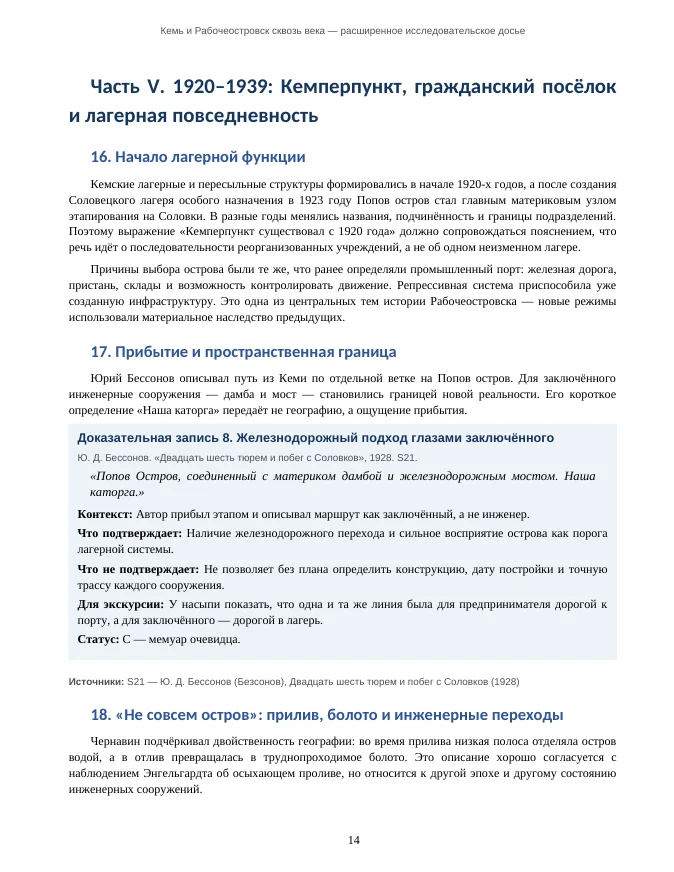 Кемь и Рабочеостровск сквозь века — расширенное исследовательское досье
Часть V. 1920–1939: Кемперпункт, гражданский посёлок
и лагерная повседневность
16. Начало лагерной функции
Кемские лагерные и пересыльные структуры формировались в начале 1920-х годов, а после создания
Соловецкого лагеря особого назначения в 1923 году Попов остров стал главным материковым узлом
этапирования на Соловки. В разные годы менялись названия, подчинённость и границы подразделений.
Поэтому выражение «Кемперпункт существовал с 1920 года» должно сопровождаться пояснением, что
речь идёт о последовательности реорганизованных учреждений, а не об одном неизменном лагере.
Причины выбора острова были те же, что ранее определяли промышленный порт: железная дорога,
пристань, склады и возможность контролировать движение. Репрессивная система приспособила уже
созданную инфраструктуру. Это одна из центральных тем истории Рабочеостровска — новые режимы
использовали материальное наследство предыдущих.
17. Прибытие и пространственная граница
Юрий Бессонов описывал путь из Кеми по отдельной ветке на Попов остров. Для заключённого
инженерные сооружения — дамба и мост — становились границей новой реальности. Его короткое
определение «Наша каторга» передаёт не географию, а ощущение прибытия.
Доказательная запись 8. Железнодорожный подход глазами заключённого
Ю. Д. Бессонов. «Двадцать шесть тюрем и побег с Соловков», 1928. S21.
«Попов Остров, соединенный с материком дамбой и железнодорожным мостом. Наша
каторга.»
Контекст: Автор прибыл этапом и описывал маршрут как заключённый, а не инженер.
Что подтверждает: Наличие железнодорожного перехода и сильное восприятие острова как порога
лагерной системы.
Что не подтверждает: Не позволяет без плана определить конструкцию, дату постройки и точную
трассу каждого сооружения.
Для экскурсии: У насыпи показать, что одна и та же линия была для предпринимателя дорогой к
порту, а для заключённого — дорогой в лагерь.
Статус: C — мемуар очевидца.
Источники: S21 — Ю. Д. Бессонов (Безсонов), Двадцать шесть тюрем и побег с Соловков (1928)
18. «Не совсем остров»: прилив, болото и инженерные переходы
Чернавин подчёркивал двойственность географии: во время прилива низкая полоса отделяла остров
водой, а в отлив превращалась в труднопроходимое болото. Это описание хорошо согласуется с
наблюдением Энгельгардта об осыхающем проливе, но относится к другой эпохе и другому состоянию
инженерных сооружений.
14